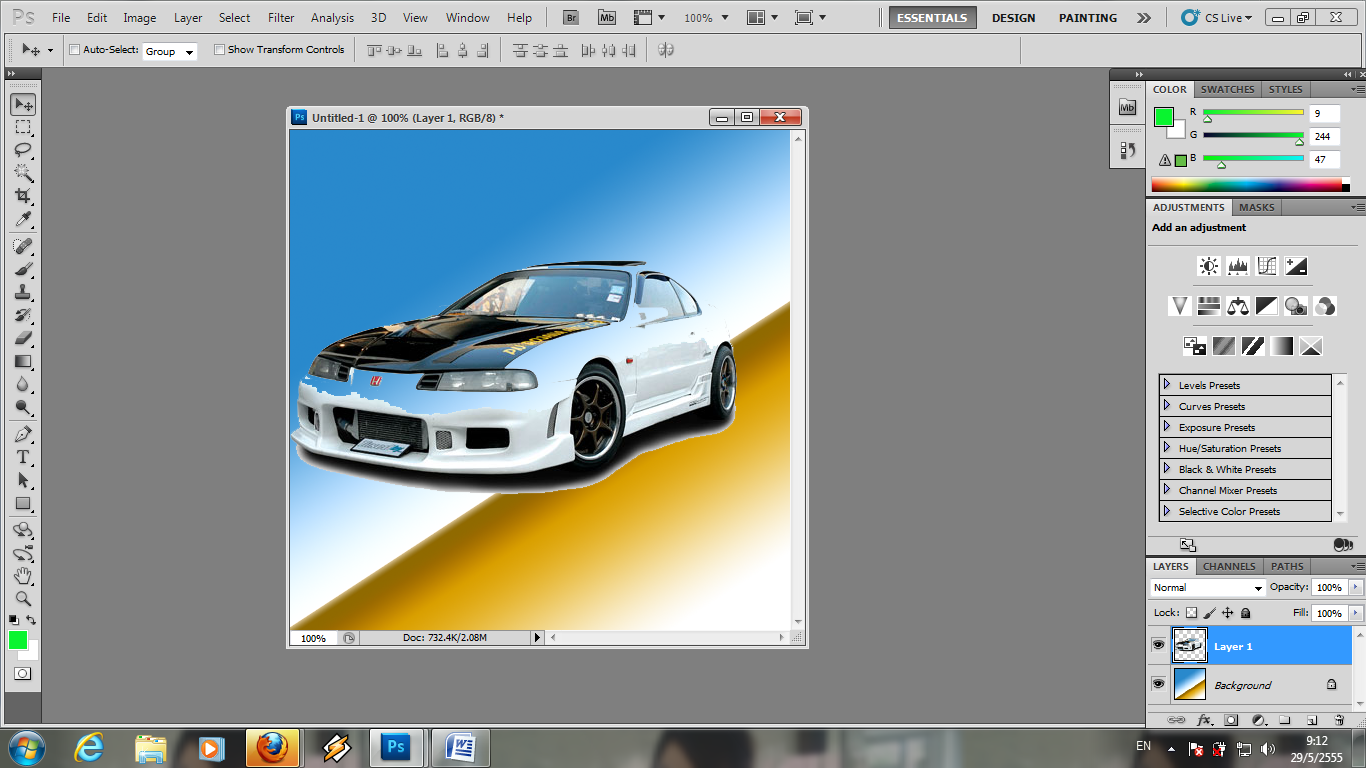 Ps File Edit Image Layer Select Filter Analysis 3D View Window Help Br Mb 100% ESSENTIALS DESIGN PAINTING CS Live
Auto-Select: Group Show Transform Controls
Ps Untitled-1 @ 100% (Layer 1, RGB/8) *
100% Doc: 732.4K/2.08M
Mb
COLOR SWATCHES STYLES
R 9
G 244
B 47
ADJUSTMENTS MASKS
Add an adjustment
Levels Presets
Curves Presets
Exposure Presets
Hue/Saturation Presets
Black & White Presets
Channel Mixer Presets
Selective Color Presets
LAYERS CHANNELS PATHS
Normal Opacity: 100%
Lock: Fill: 100%
Layer 1
Background
fx
Ps W EN 9:12
29/5/2555